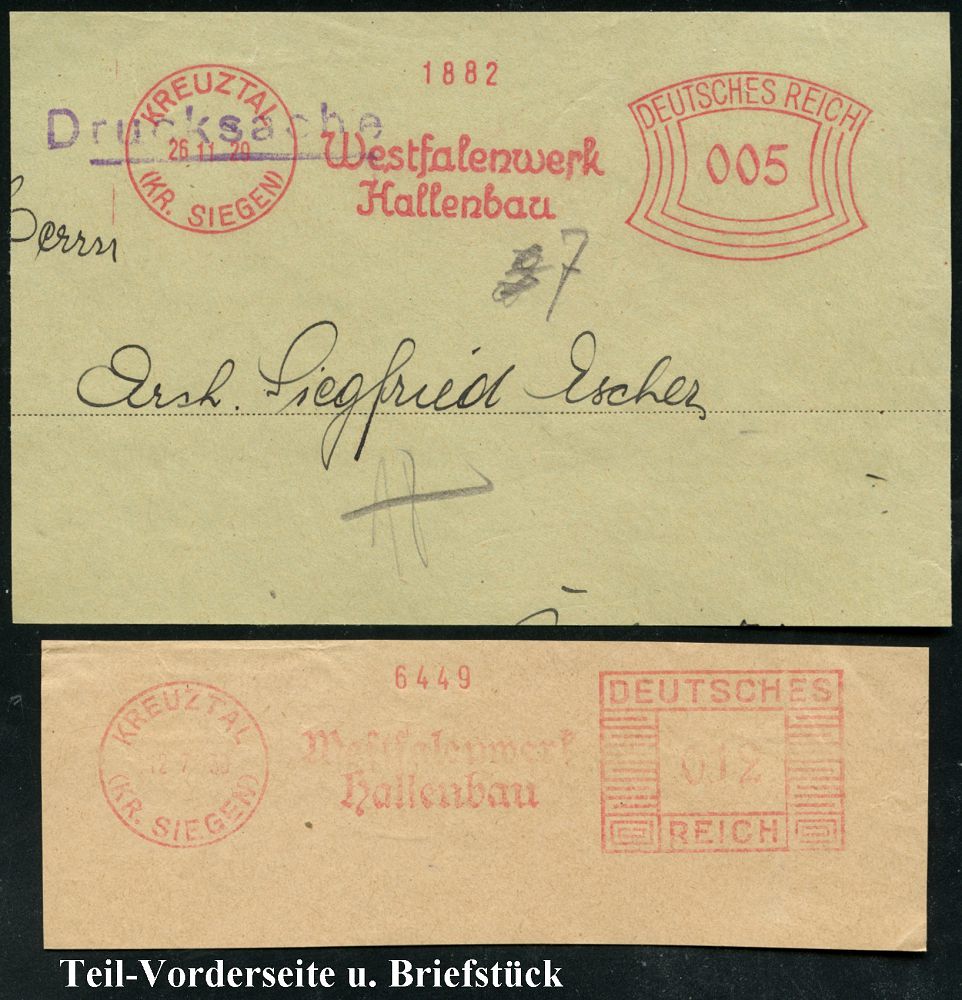 1882
Drucksache
KREUZTAL
26.11.29
(KR. SIEGEN)
Westfalenwerk
Hallenbau
DEUTSCHES REICH
005
Herrn
7
Arch. Siegfried Escher
6449
KREUZTAL
(KR. SIEGEN)
Westfalenwerk
Hallenbau
DEUTSCHES
012
REICH
Teil-Vorderseite u. Briefstück